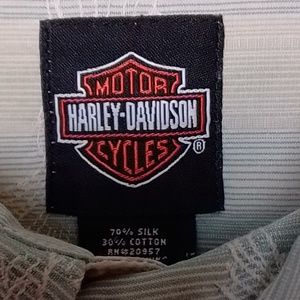 MOTOR
HARLEY-DAVIDSON
CYCLES
®
70% SILK
30% COTTON
RN#20957